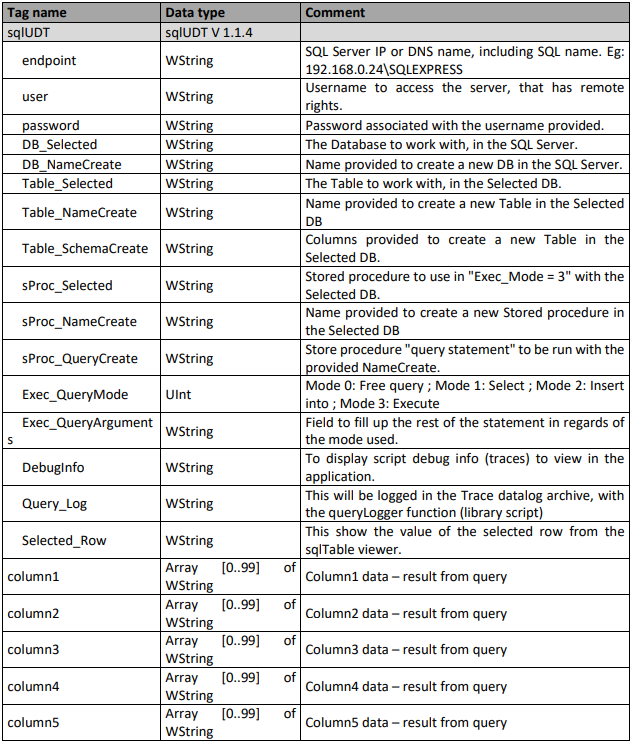 Tag name Data type Comment
sqlUDT sqlUDT V 1.1.4
endpoint WString SQL Server IP or DNS name, including SQL name. Eg:
192.168.0.24\SQLEXPRESS
user WString Username to access the server, that has remote
rights.
password WString Password associated with the username provided.
DB_Selected WString The Database to work with, in the SQL Server.
DB_NameCreate WString Name provided to create a new DB in the SQL Server.
Table_Selected WString The Table to work with, in the Selected DB.
Table_NameCreate WString Name provided to create a new Table in the Selected
DB
Table_SchemaCreate WString Columns provided to create a new Table in the
Selected DB.
sProc_Selected WString Stored procedure to use in "Exec_Mode = 3" with the
Selected DB.
sProc_NameCreate WString Name provided to create a new Stored procedure in
the Selected DB
sProc_QueryCreate WString Store procedure "query statement" to be run with the
provided NameCreate.
Exec_QueryMode UInt Mode 0: Free query ; Mode 1: Select ; Mode 2: Insert
into ; Mode 3: Execute
Exec_QueryArgument
s WString Field to fill up the rest of the statement in regards of
the mode used.
DebugInfo WString To display script debug info (traces) to view in the
application.
Query_Log WString This will be logged in the Trace datalog archive, with
the queryLogger function (library script)
Selected_Row WString This show the value of the selected row from the
sqlTable viewer.
column1 Array [0..99] of
WString Column1 data – result from query
column2 Array [0..99] of
WString Column2 data – result from query
column3 Array [0..99] of
WString Column3 data – result from query
column4 Array [0..99] of
WString Column4 data – result from query
column5 Array [0..99] of
WString Column5 data – result from query